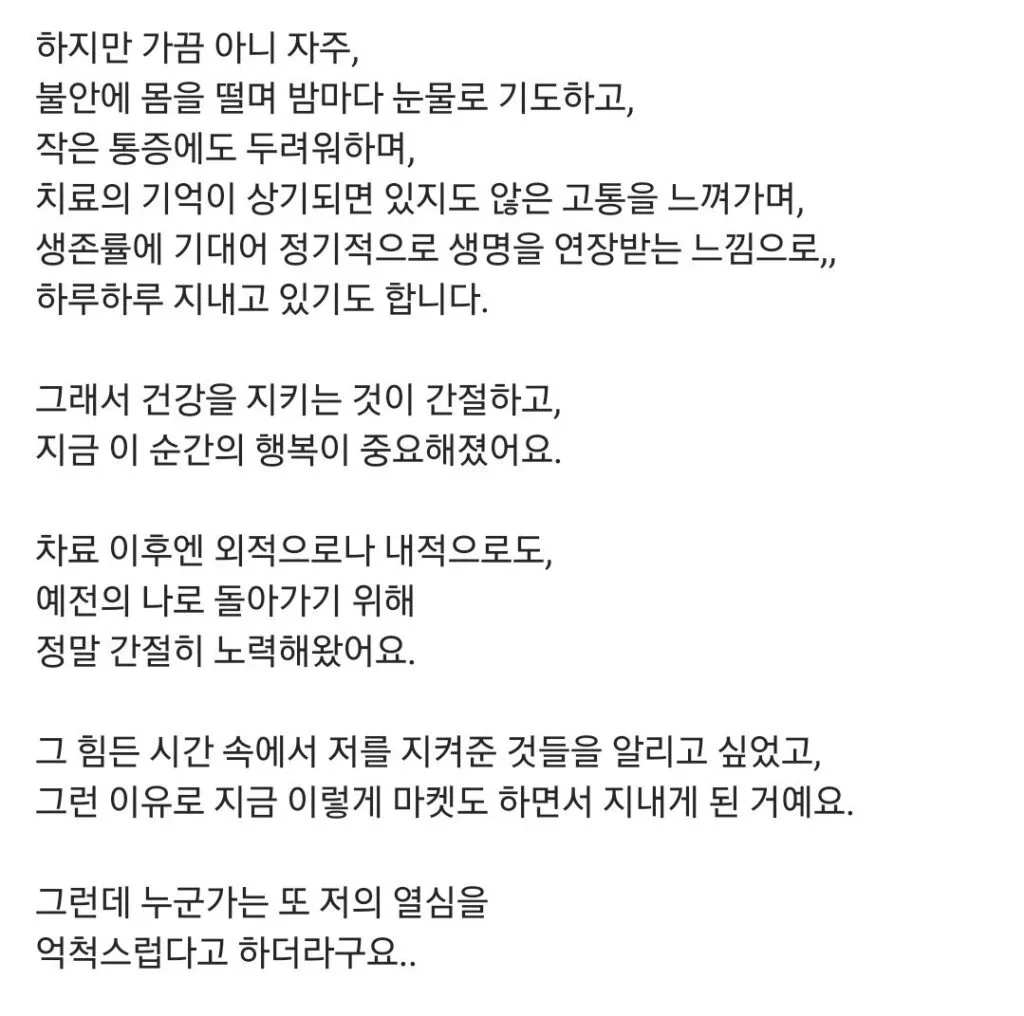 하지만 가끔 아니 자주,
불안에 몸을 떨며 밤마다 눈물로 기도하고,
작은 통증에도 두려워하며,
치료의 기억이 상기되면 있지도 않은 고통을 느껴가며,
생존률에 기대어 정기적으로 생명을 연장받는 느낌으로,,
하루하루 지내고 있기도 합니다.
그래서 건강을 지키는 것이 간절하고,
지금 이 순간의 행복이 중요해졌어요.
차료 이후엔 외적으로나 내적으로도,
예전의 나로 돌아가기 위해
정말 간절히 노력해왔어요.
그 힘든 시간 속에서 저를 지켜준 것들을 알리고 싶었고,
그런 이유로 지금 이렇게 마켓도 하면서 지내게 된 거예요.
그런데 누군가는 또 저의 열심을
억척스럽다고 하더라구요..